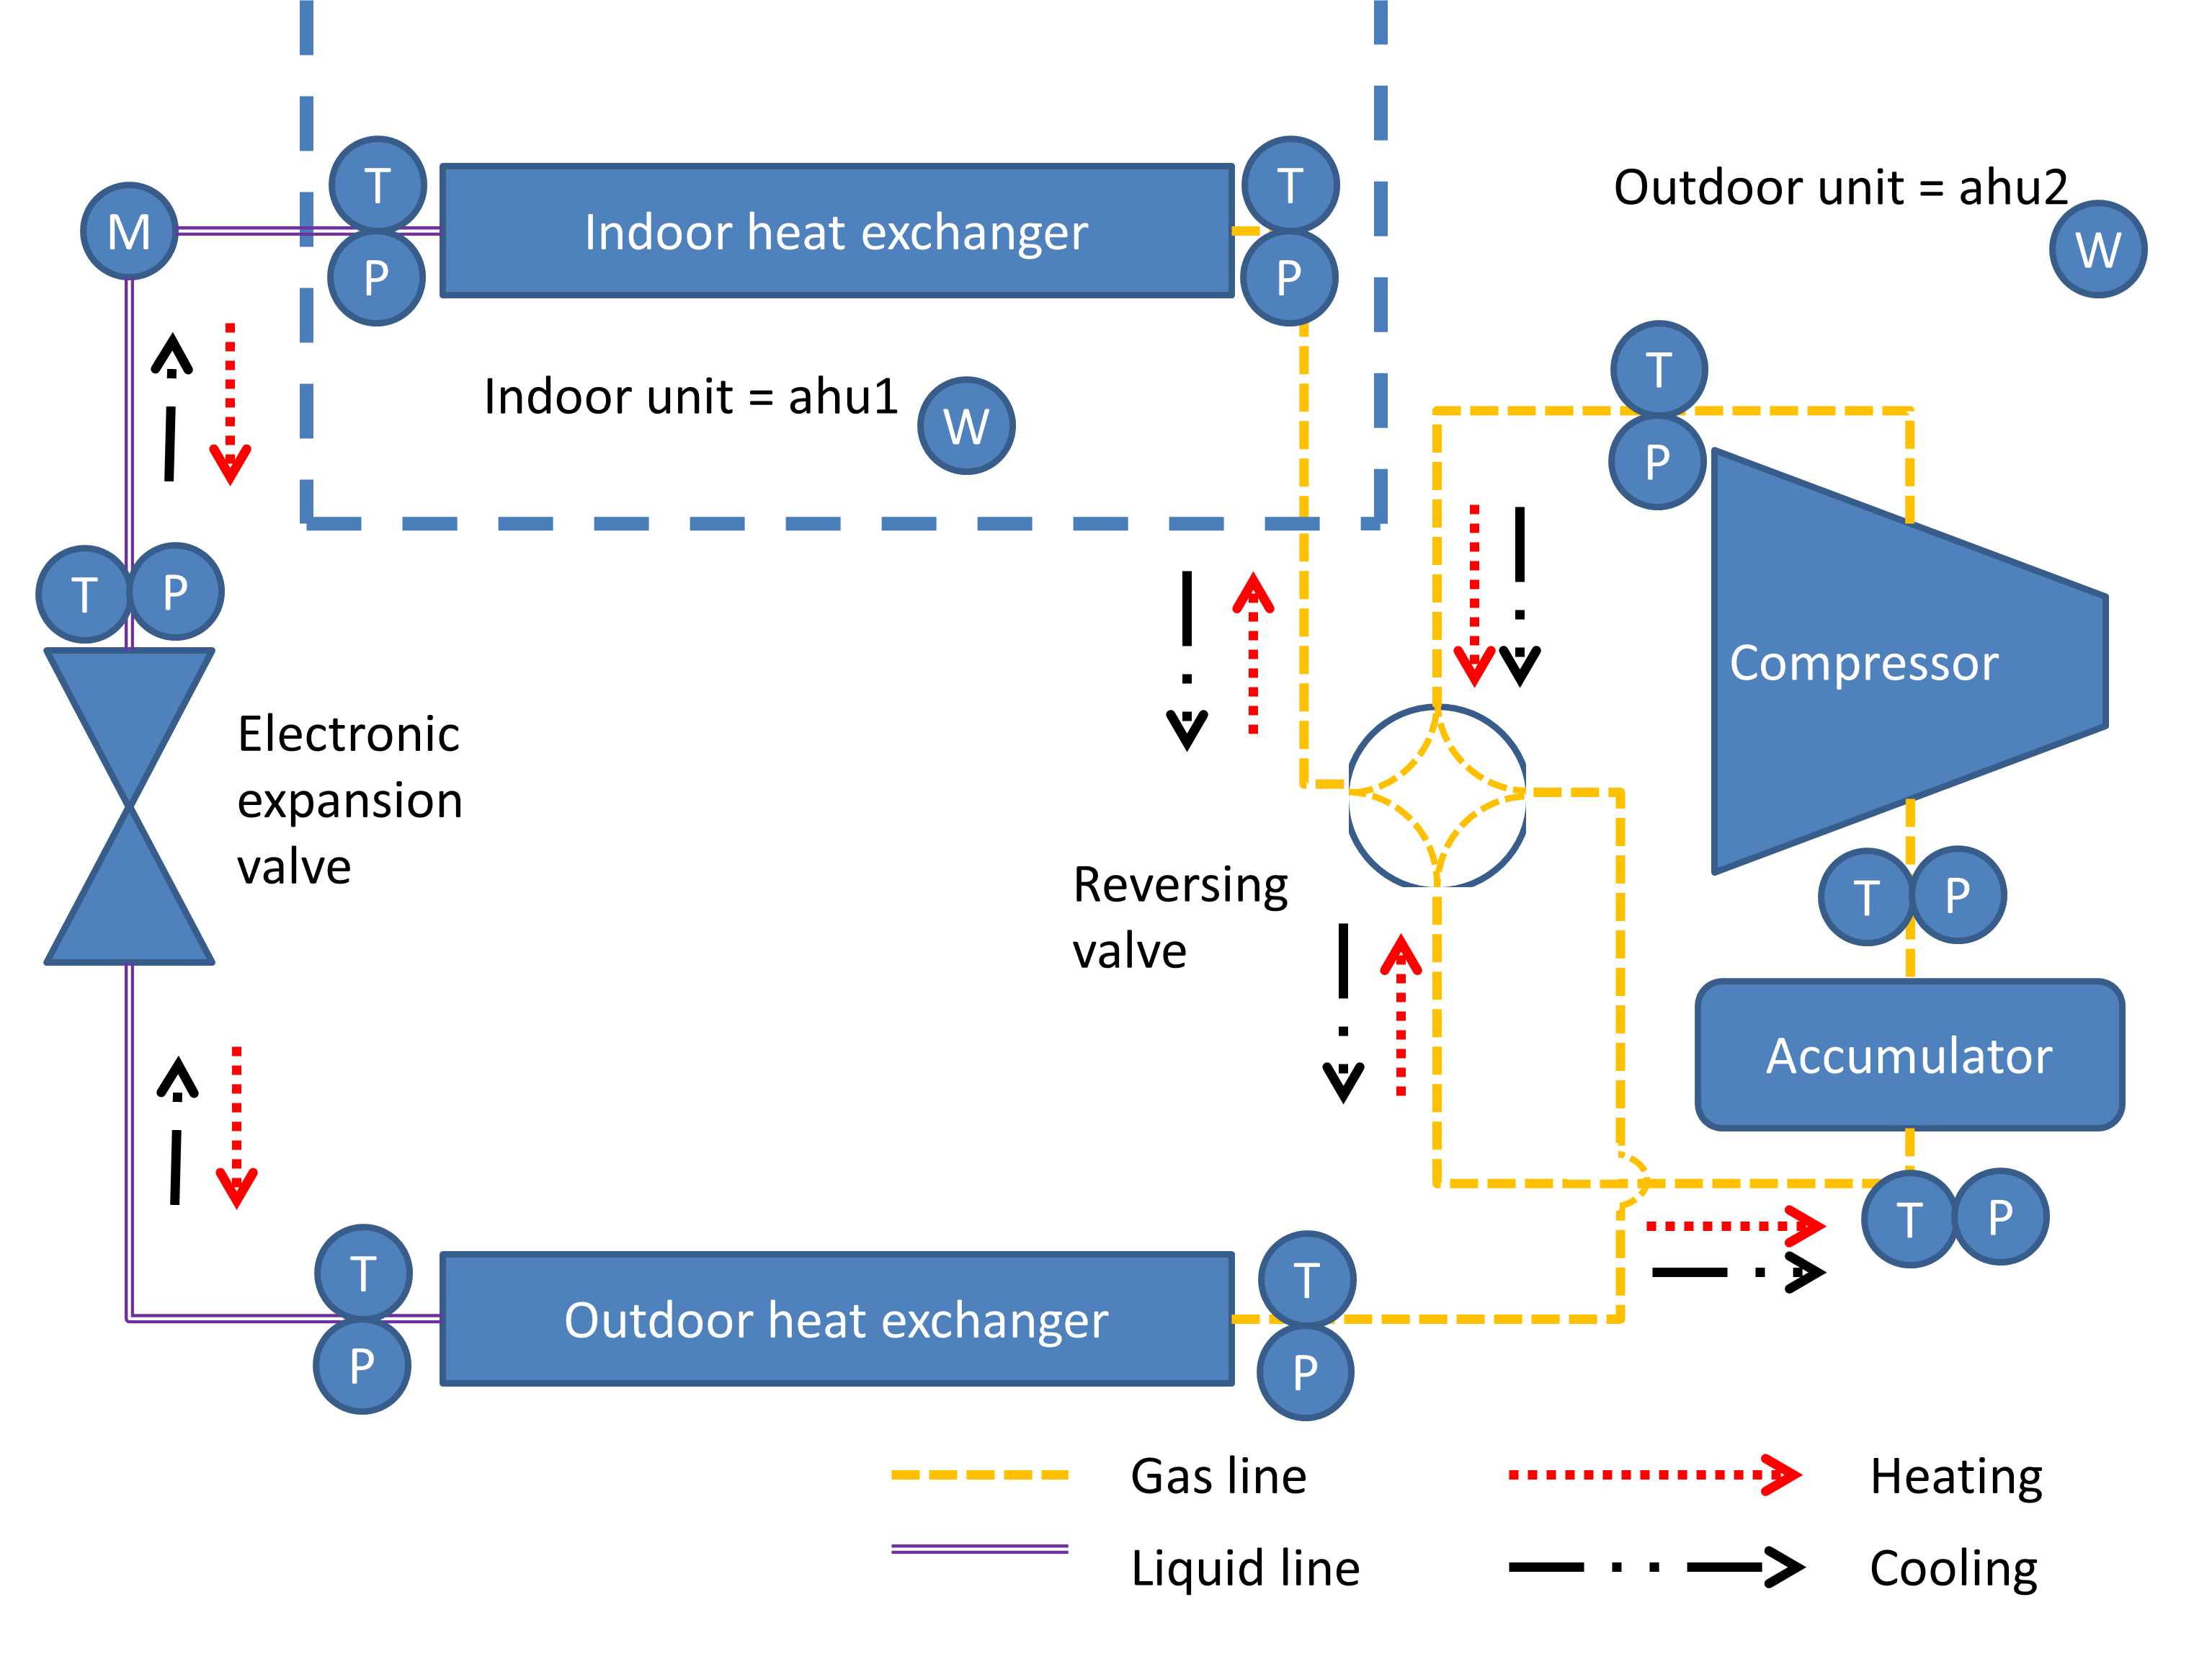 T
T
Outdoor unit = ahu2
M
Indoor heat exchanger
W
P
P
T
Indoor unit = ahu1
W
P
T
P
Compressor
Electronic
expansion
valve
Reversing
valve
T
P
Accumulator
T
P
T
T
Outdoor heat exchanger
P
P
Gas line
Heating
Liquid line
Cooling